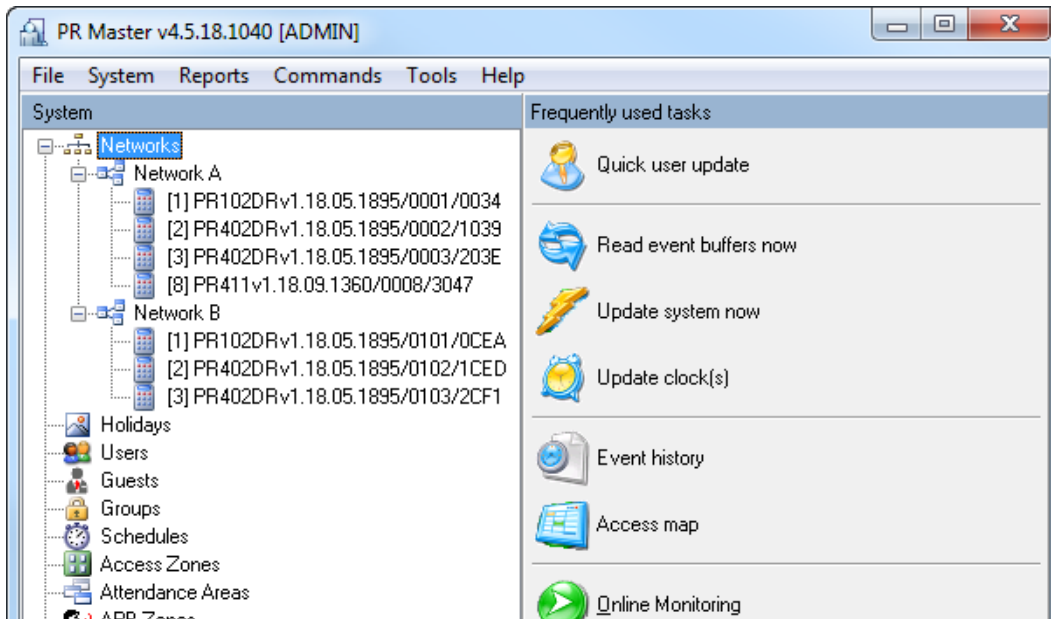 PR Master v4.5.18.1040 [ADMIN]
File System Reports Commands Tools Help
System
Networks
Network A
[1] PR102DRv1.18.05.1895/0001/0034
[2] PR402DRv1.18.05.1895/0002/1039
[3] PR402DRv1.18.05.1895/0003/203E
[8] PR411v1.18.09.1360/0008/3047
Network B
[1] PR102DRv1.18.05.1895/0101/0CEA
[2] PR402DRv1.18.05.1895/0102/1CED
[3] PR402DRv1.18.05.1895/0103/2CF1
Holidays
Users
Guests
Groups
Schedules
Access Zones
Attendance Areas
APB Zones
Frequently used tasks
Quick user update
Read event buffers now
Update system now
Update clock(s)
Event history
Access map
Online Monitoring